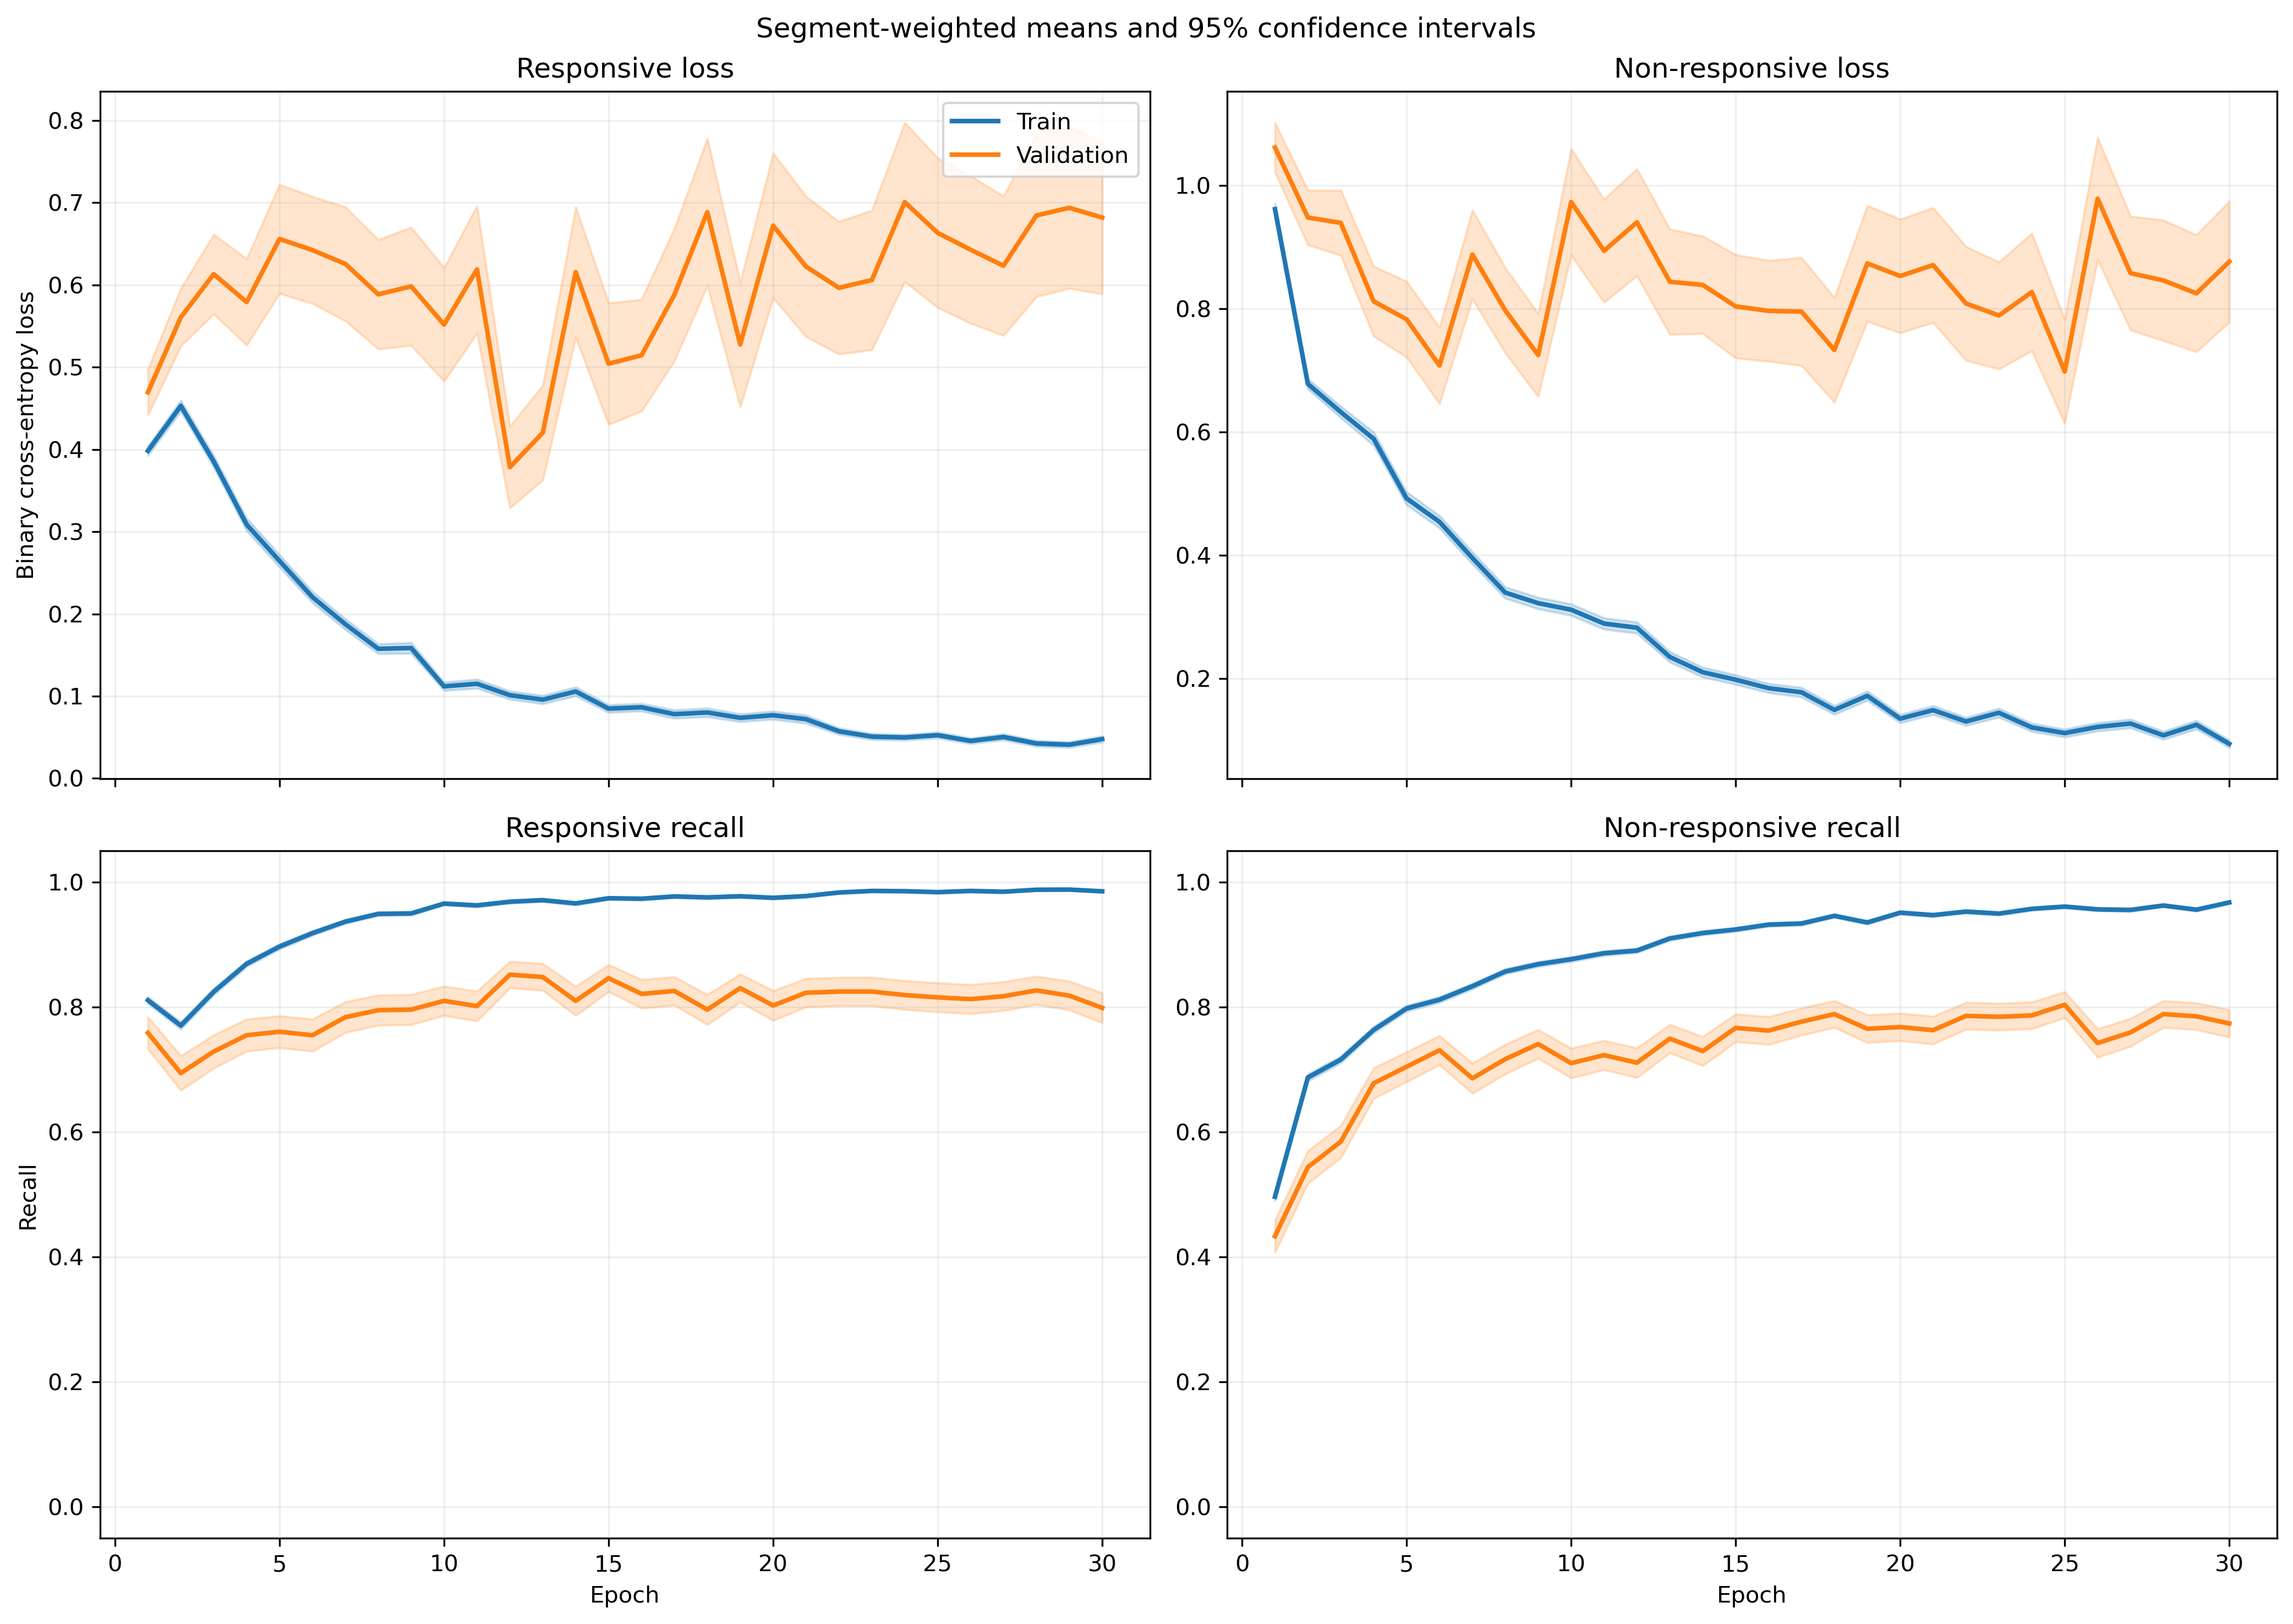 Segment-weighted means and 95% confidence intervals
Responsive loss
Non-responsive loss
Train
Validation
Binary cross-entropy loss
0.8
0.7
0.6
0.5
0.4
0.3
0.2
0.1
0.0
1.0
0.8
0.6
0.4
0.2
Responsive recall
Non-responsive recall
Recall
1.0
0.8
0.6
0.4
0.2
0.0
0 5 10 15 20 25 30
Epoch
1.0
0.8
0.6
0.4
0.2
0.0
0 5 10 15 20 25 30
Epoch